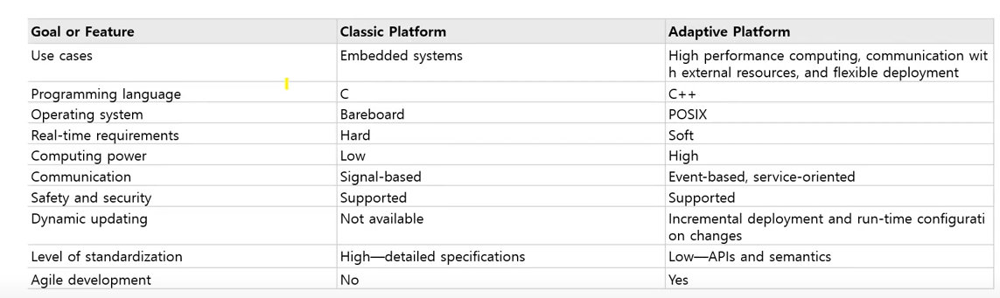 Goal or Feature Classic Platform Adaptive Platform
Use cases Embedded systems High performance computing, communication wit
h external resources, and flexible deployment
Programming language C C++
Operating system Bareboard POSIX
Real-time requirements Hard Soft
Computing power Low High
Communication Signal-based Event-based, service-oriented
Safety and security Supported Supported
Dynamic updating Not available Incremental deployment and run-time configurati
on changes
Level of standardization High—detailed specifications Low—APIs and semantics
Agile development No Yes